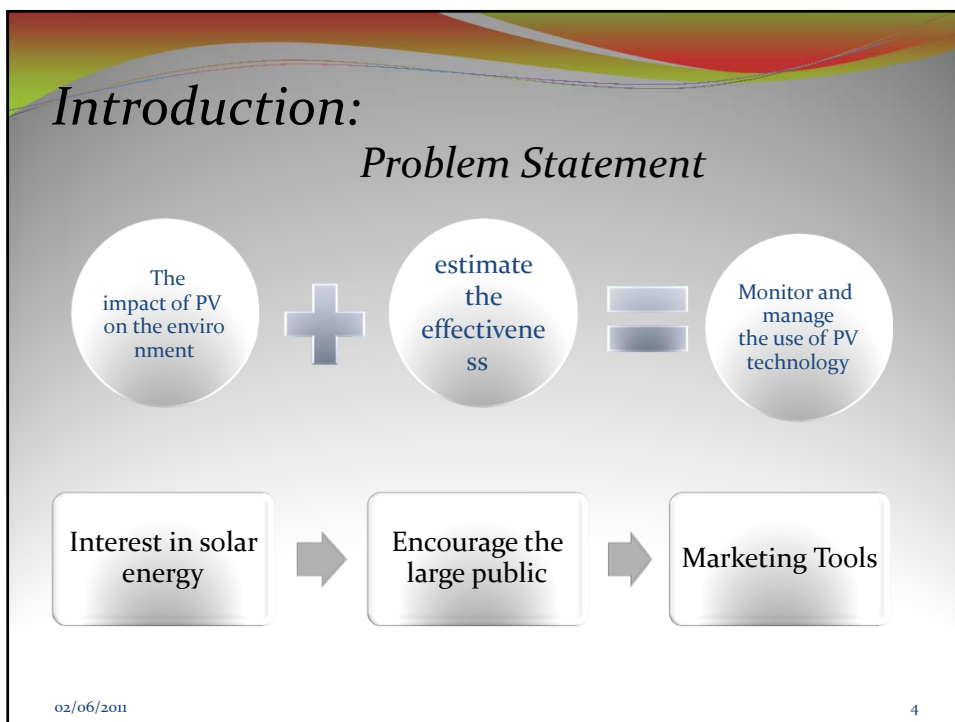 Introduction:
Problem Statement
The
impact of PV
on the enviro
nment
estimate
the
effectivene
ss
Monitor and
manage
the use of PV
technology
Interest in solar
energy
Encourage the
large public
Marketing Tools
02/06/2011
4